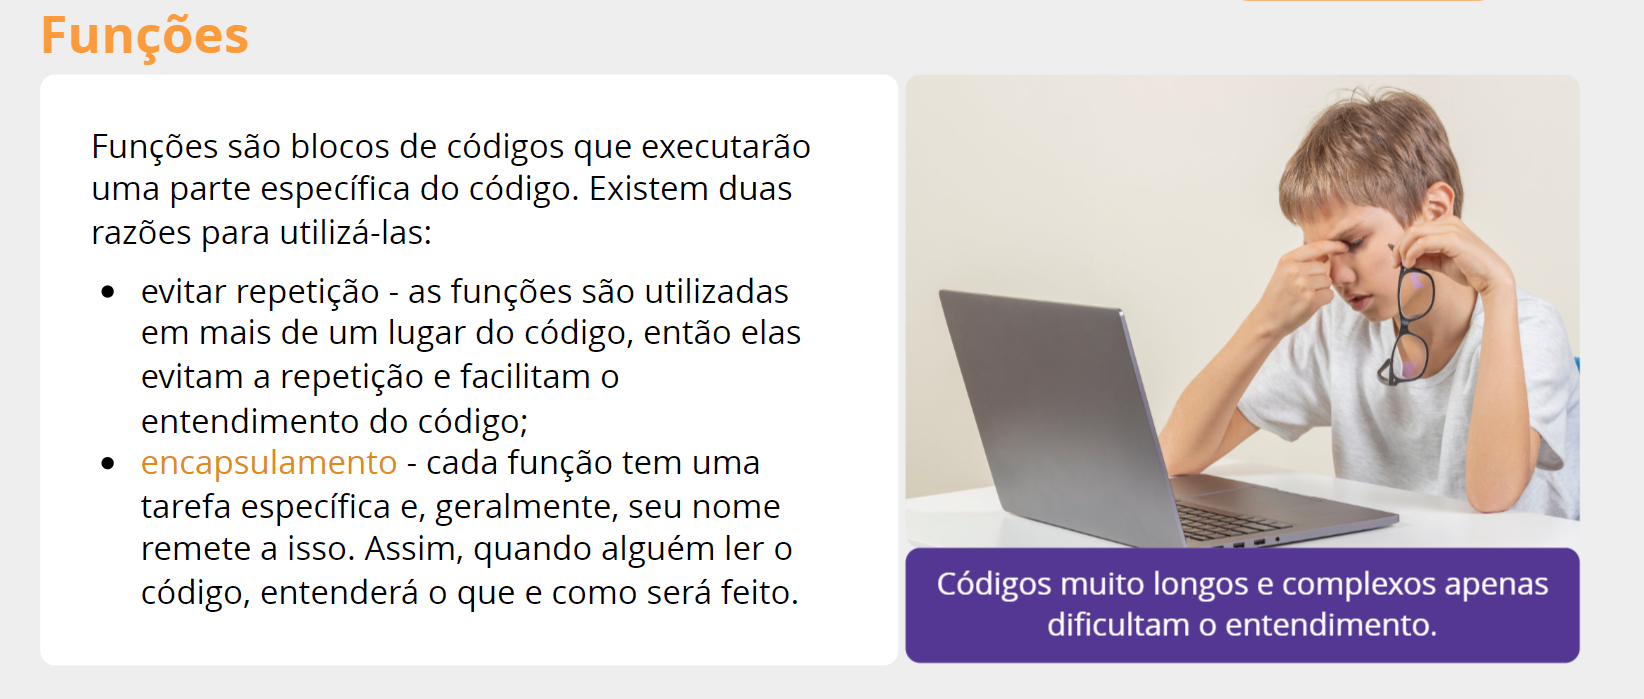 Funções
Funções são blocos de códigos que executarão
uma parte específica do código. Existem duas
razões para utilizá-las:
• evitar repetição - as funções são utilizadas
em mais de um lugar do código, então elas
evitam a repetição e facilitam o
entendimento do código;
• encapsulamento - cada função tem uma
tarefa específica e, geralmente, seu nome
remete a isso. Assim, quando alguém ler o
código, entenderá o que e como será feito.
Códigos muito longos e complexos apenas
dificultam o entendimento.